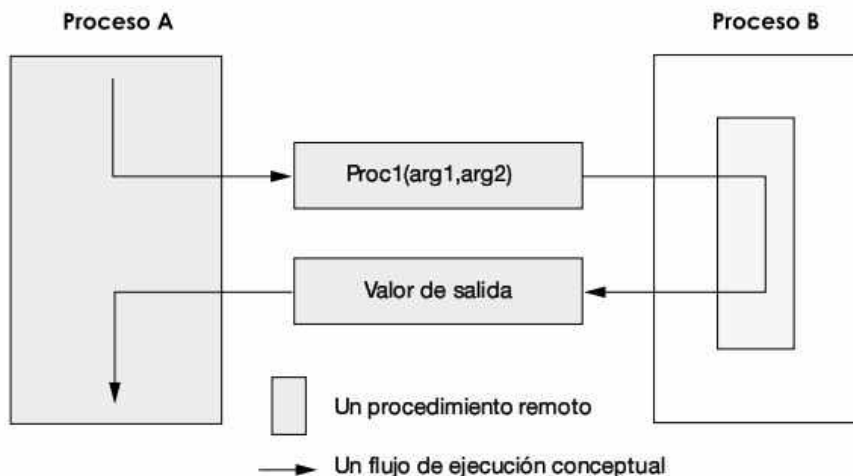 Proceso A
Proceso B
Proc1(arg1,arg2)
Valor de salida
Un procedimiento remoto
Un flujo de ejecución conceptual